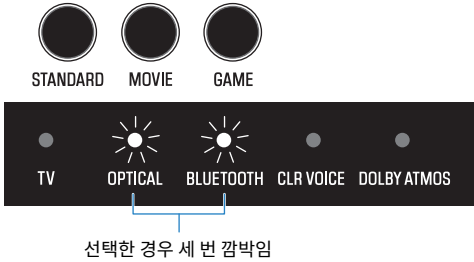 STANDARD MOVIE GAME
TV OPTICAL BLUETOOTH CLR VOICE DOLBY ATMOS
선택한 경우 세 번 깜박임